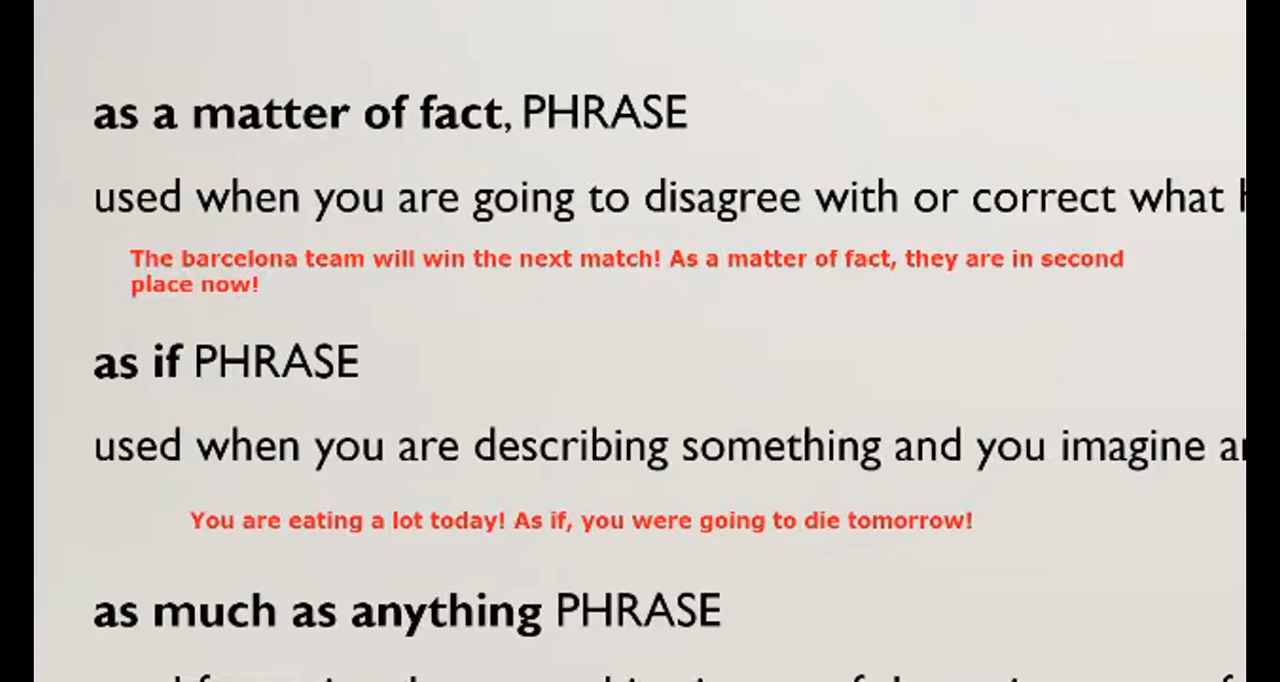 as a matter of fact, PHRASE
used when you are going to disagree with or correct what
The barcelona team will win the next match! As a matter of fact, they are in second
place now!
as if PHRASE
used when you are describing something and you imagine
You are eating a lot today! As if, you were going to die tomorrow!
as much as anything PHRASE